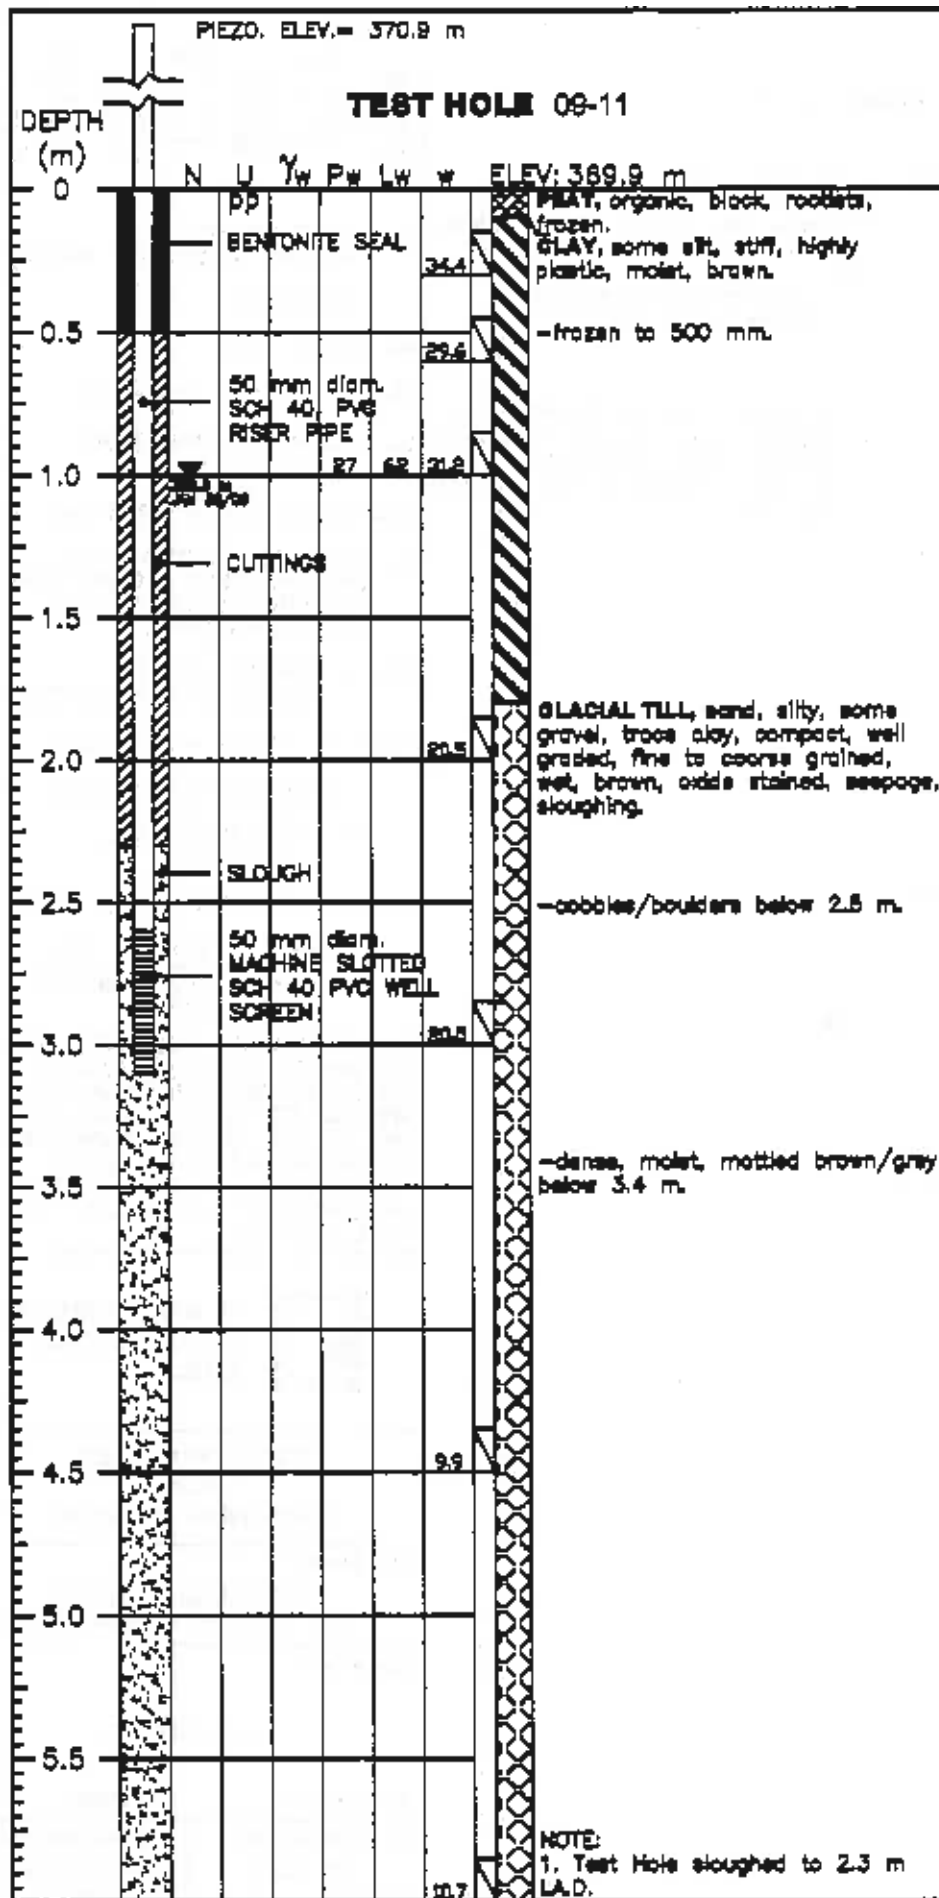 PIEZO. ELEV.= 370.9 m
TEST HOLE 09-11
DEPTH
(m)
N U γw Pw Lw w
ELEV: 369.9 m
0
PP
PEAT, organic, black, rootlets,
frozen.
BENTONITE SEAL
CLAY, some silt, stiff, highly
plastic, moist, brown.
34.4
0.5
-frozen to 500 mm.
29.6
50 mm diam.
SCH 40, PVC
RISER PIPE
27 62 31.2
1.0
CUTTINGS
1.5
GLACIAL TILL, sand, silty, some
gravel, trace clay, compact, well
graded, fine to coarse grained,
wet, brown, oxide stained, seepage,
sloughing.
20.5
2.0
SLOUGH
2.5
-cobbles/boulders below 2.5 m.
50 mm diam.
MACHINE SLOTTED
SCH 40 PVC WELL
SCREEN
3.0
-dense, moist, mottled brown/grey
below 3.4 m.
3.5
4.0
9.9
4.5
5.0
5.5
NOTE:
1. Test Hole sloughed to 2.3 m
I.A.D.
10.7